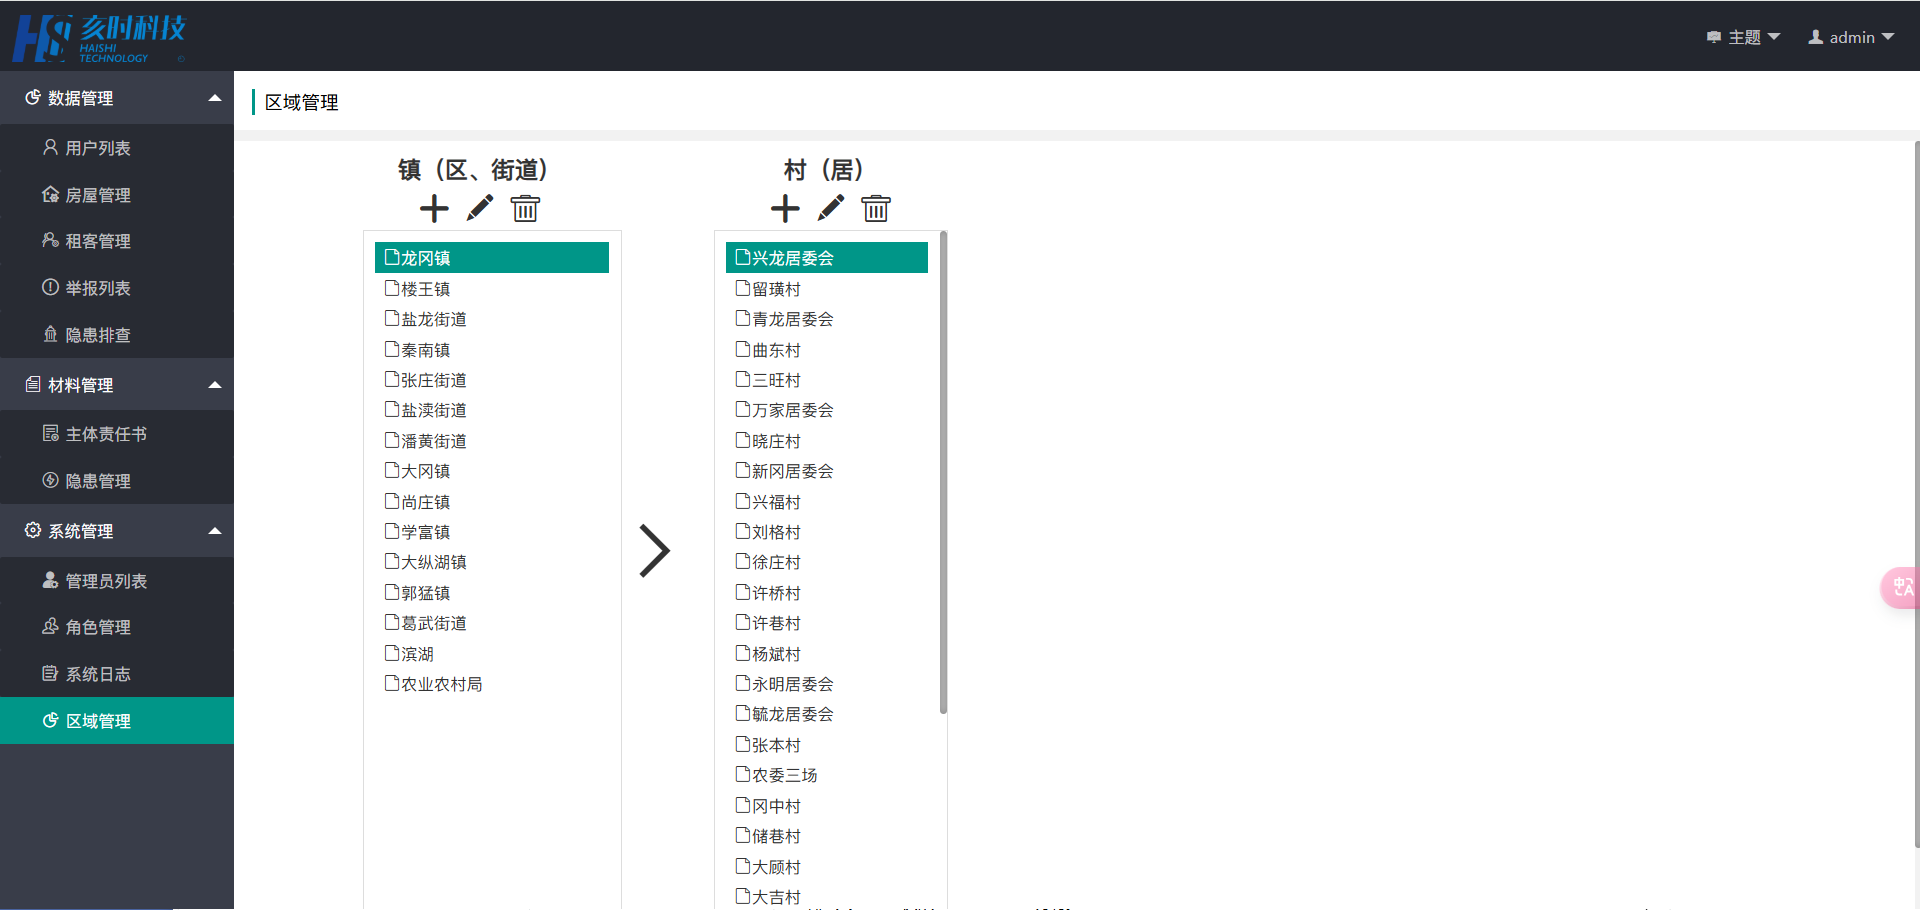 亥时科技
HAISHI
TECHNOLOGY
主题
admin
数据管理
用户列表
房屋管理
租客管理
举报列表
隐患排查
材料管理
主体责任书
隐患管理
系统管理
管理员列表
角色管理
系统日志
区域管理
区域管理
镇（区、街道）
龙冈镇
楼王镇
盐龙街道
秦南镇
张庄街道
盐渎街道
潘黄街道
大冈镇
尚庄镇
学富镇
大纵湖镇
郭猛镇
葛武街道
滨湖
农业农村局
村（居）
兴龙居委会
留璜村
青龙居委会
曲东村
三旺村
万家居委会
晓庄村
新冈居委会
兴福村
刘格村
徐庄村
许桥村
许巷村
杨斌村
永明居委会
毓龙居委会
张本村
农委三场
冈中村
储巷村
大顾村
大吉村